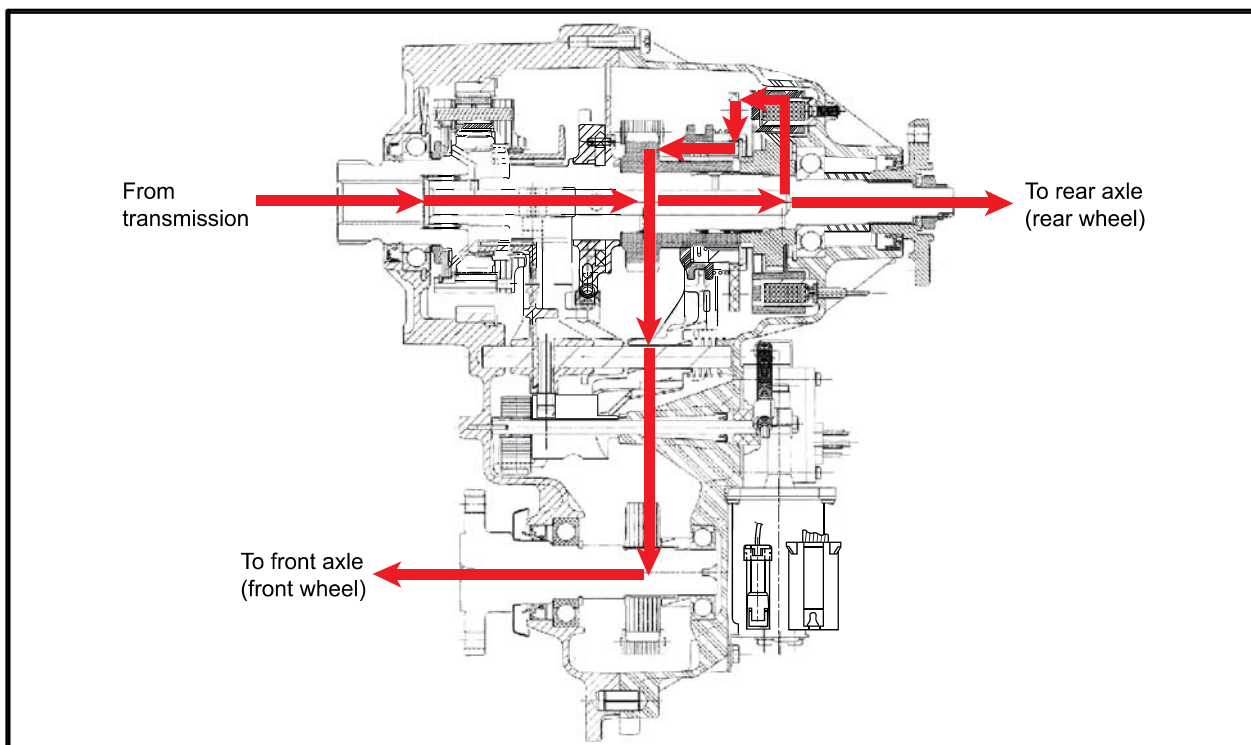 From
transmission
To rear axle
(rear wheel)
To front axle
(front wheel)